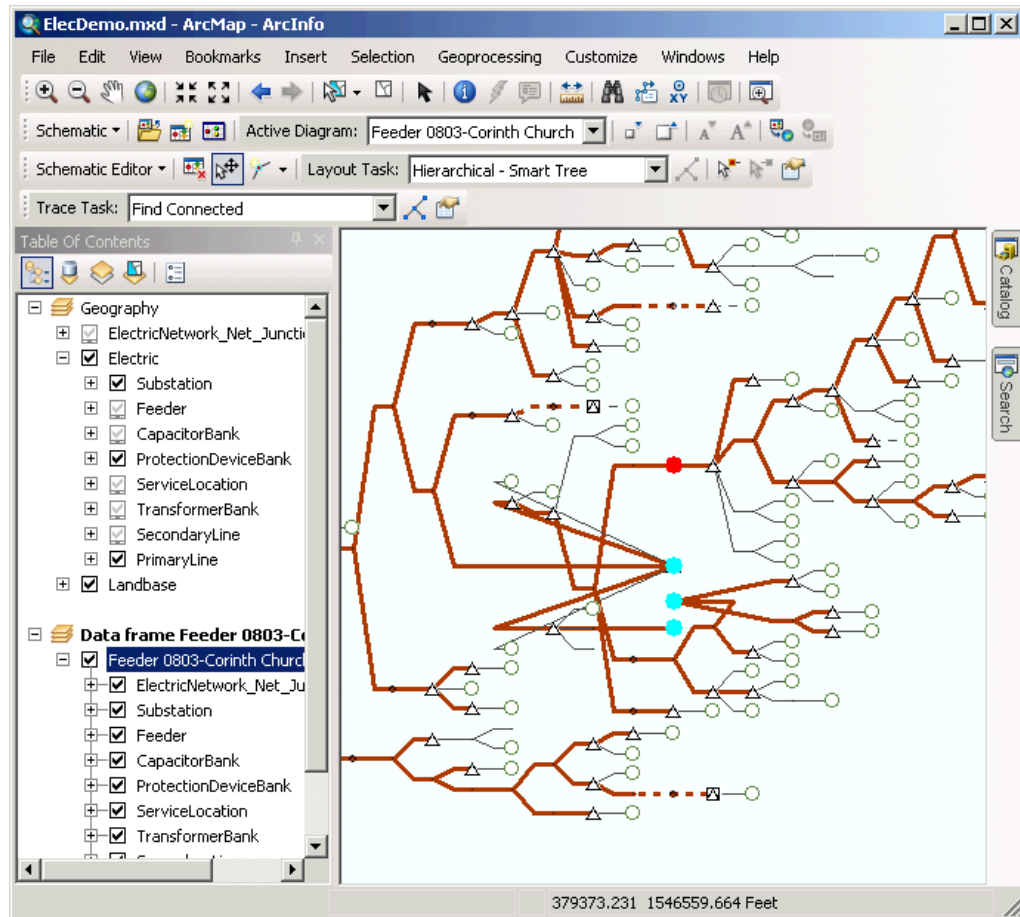 ElecDemo.mxd - ArcMap - ArcInfo
File Edit View Bookmarks Insert Selection Geoprocessing Customize Windows Help
XY
Schematic Active Diagram: Feeder 0803-Corinth Church A A
Schematic Editor Layout Task: Hierarchical - Smart Tree
Trace Task: Find Connected
Table Of Contents
Geography
ElectricNetwork_Net_Juncti
Electric
Substation
Feeder
CapacitorBank
ProtectionDeviceBank
ServiceLocation
TransformerBank
SecondaryLine
PrimaryLine
Landbase
Data frame Feeder 0803-Co
Feeder 0803-Corinth Churc
ElectricNetwork_Net_Ju
Substation
Feeder
CapacitorBank
ProtectionDeviceBank
ServiceLocation
TransformerBank
Catalog
Search
379373.231 1546559.664 Feet